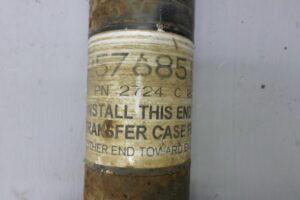 57685
PN 2724 C
INSTALL THIS END
TRANSFER CASE
OTHER END TOWARD